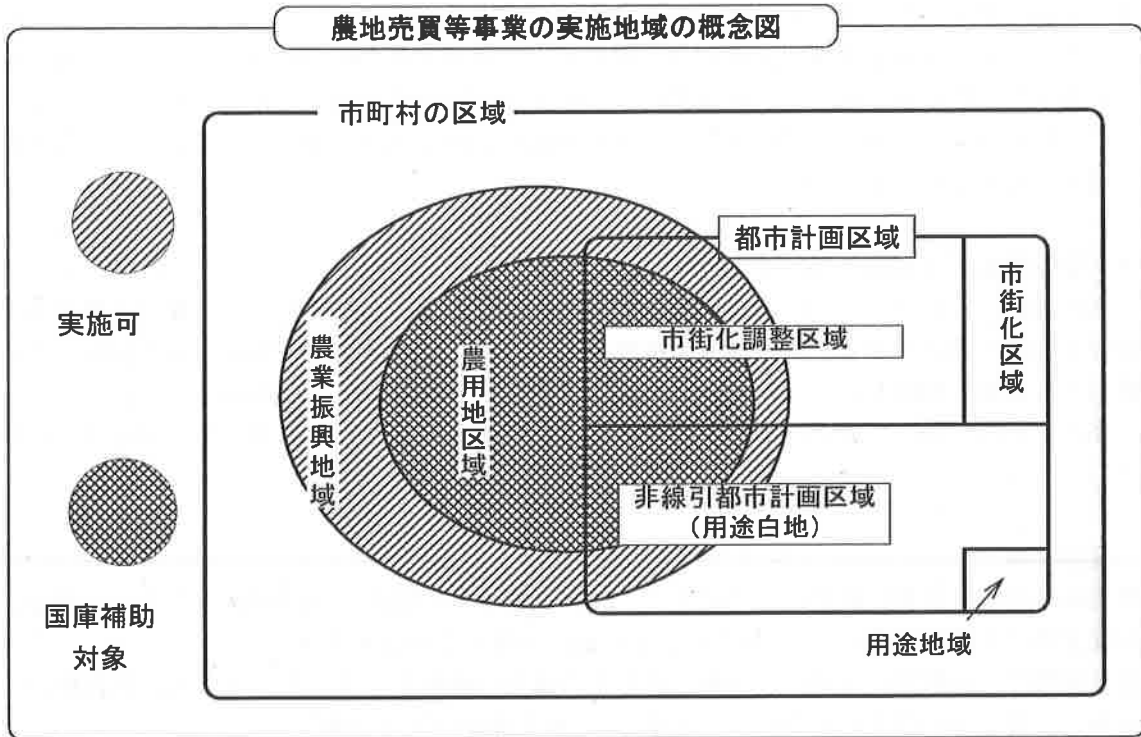 農地売買等事業の実施地域の概念図
市町村の区域
都市計画区域
市街化区域
実施可
市街化調整区域
農業振興地域
農用地区域
非線引都市計画区域
（用途白地）
国庫補助
対象
用途地域